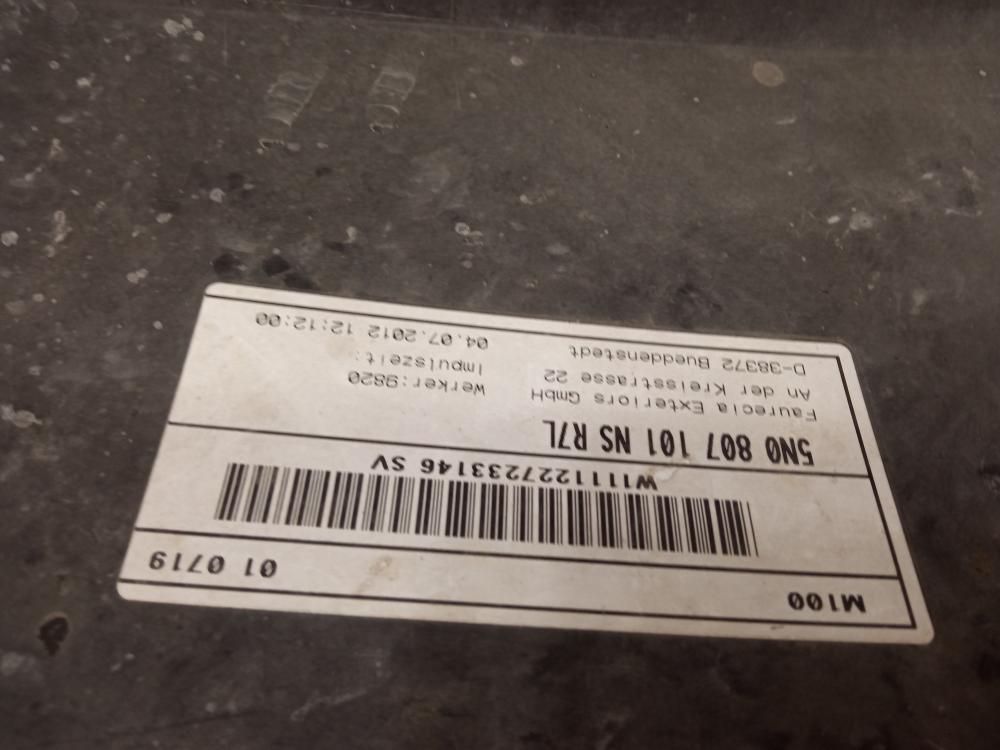 M100 01 0719
W1111227233146 SV
5N0 807 101 NS R7L
Faurecia Exteriors GmbH Werker:9820
An der Kreisstrasse 22 Impulszeit:
D-38372 Bueddenstedt 04.07.2012 12:12:00